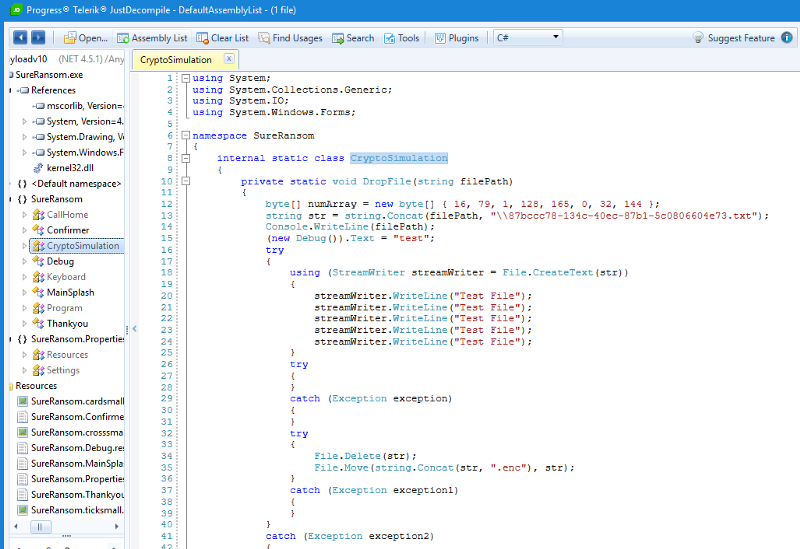 Progress® Telerik® JustDecompile - DefaultAssemblyList - (1 file)
Open... Assembly List Clear List Find Usages Search Tools Plugins C# Suggest Feature
yloadv10 (NET 4.5.1) /Any
SureRansom.exe
References
mscorlib, Version=4
System, Version=4.
System.Drawing, Ve
System.Windows.F
kernel32.dll
{} <Default namespace>
{} SureRansom
CallHome
Confirmer
CryptoSimulation
Debug
Keyboard
MainSplash
Program
Thankyou
{} SureRansom.Properties
Resources
Settings
Resources
SureRansom.cardsmall
SureRansom.Confirme
SureRansom.crosssma
SureRansom.Debug.res
SureRansom.MainSplas
SureRansom.Properties
SureRansom.Thankyou
SureRansom.ticksmall.
CryptoSimulation x
1 using System;
2 using System.Collections.Generic;
3 using System.IO;
4 using System.Windows.Forms;
5
6 namespace SureRansom
7 {
8 internal static class CryptoSimulation
9 {
10 private static void DropFile(string filePath)
11 {
12 byte[] numArray = new byte[] { 16, 79, 1, 128, 165, 0, 32, 144 };
13 string str = string.Concat(filePath, "\\87bccc78-134c-40ec-87b1-5c0806604e73.txt");
14 Console.WriteLine(filePath);
15 (new Debug()).Text = "test";
16 try
17 {
18 using (StreamWriter streamWriter = File.CreateText(str))
19 {
20 streamWriter.WriteLine("Test File");
21 streamWriter.WriteLine("Test File");
22 streamWriter.WriteLine("Test File");
23 streamWriter.WriteLine("Test File");
24 streamWriter.WriteLine("Test File");
25 }
26 try
27 {
28 }
29 catch (Exception exception)
30 {
31 }
32 try
33 {
34 File.Delete(str);
35 File.Move(string.Concat(str, ".enc"), str);
36 }
37 catch (Exception exception1)
38 {
39 }
40 }
41 catch (Exception exception2)
42 {